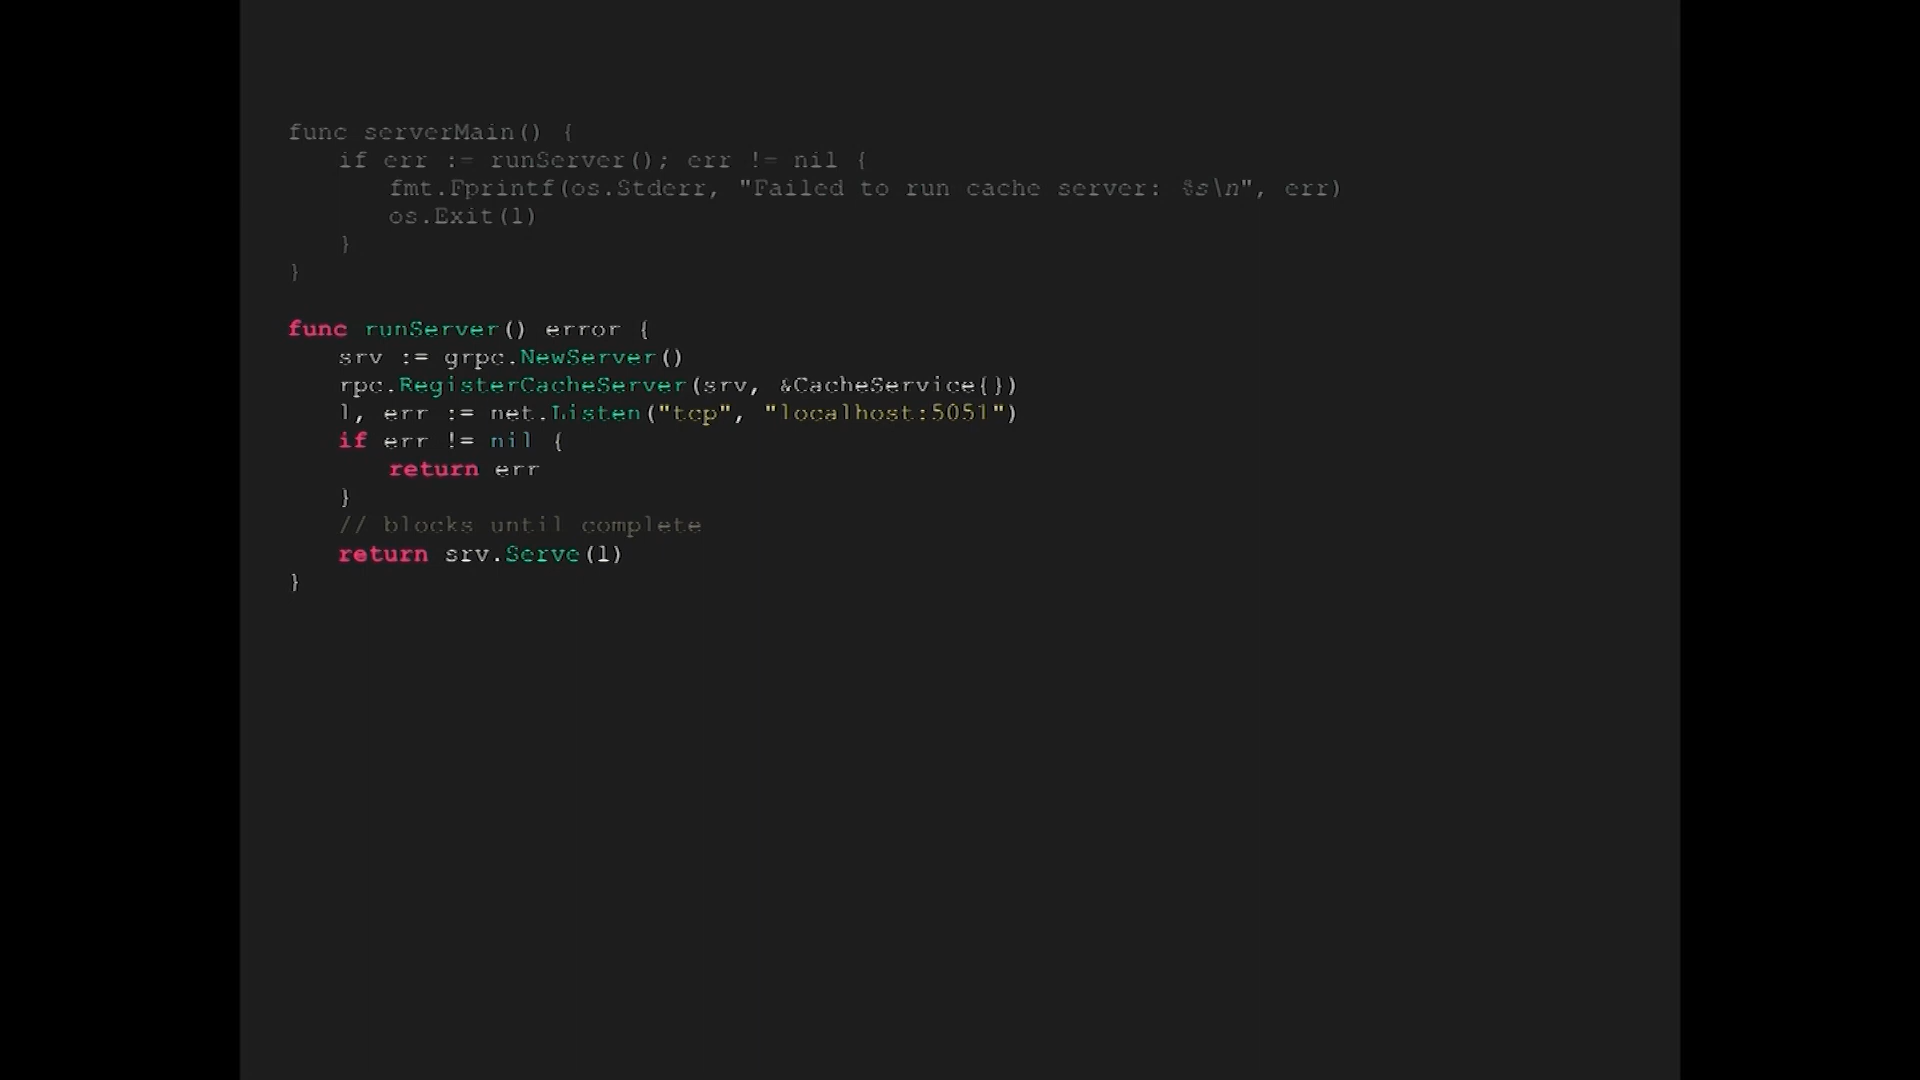 func serverMain() {
    if err := runServer(); err != nil {
        fmt.Fprintf(os.Stderr, "Failed to run cache server: %s\n", err)
        os.Exit(1)
    }
}

func runServer() error {
    srv := grpc.NewServer()
    rpc.RegisterCacheServer(srv, &CacheService{})
    l, err := net.Listen("tcp", "localhost:5051")
    if err != nil {
        return err
    }
    // blocks until complete
    return srv.Serve(l)
}